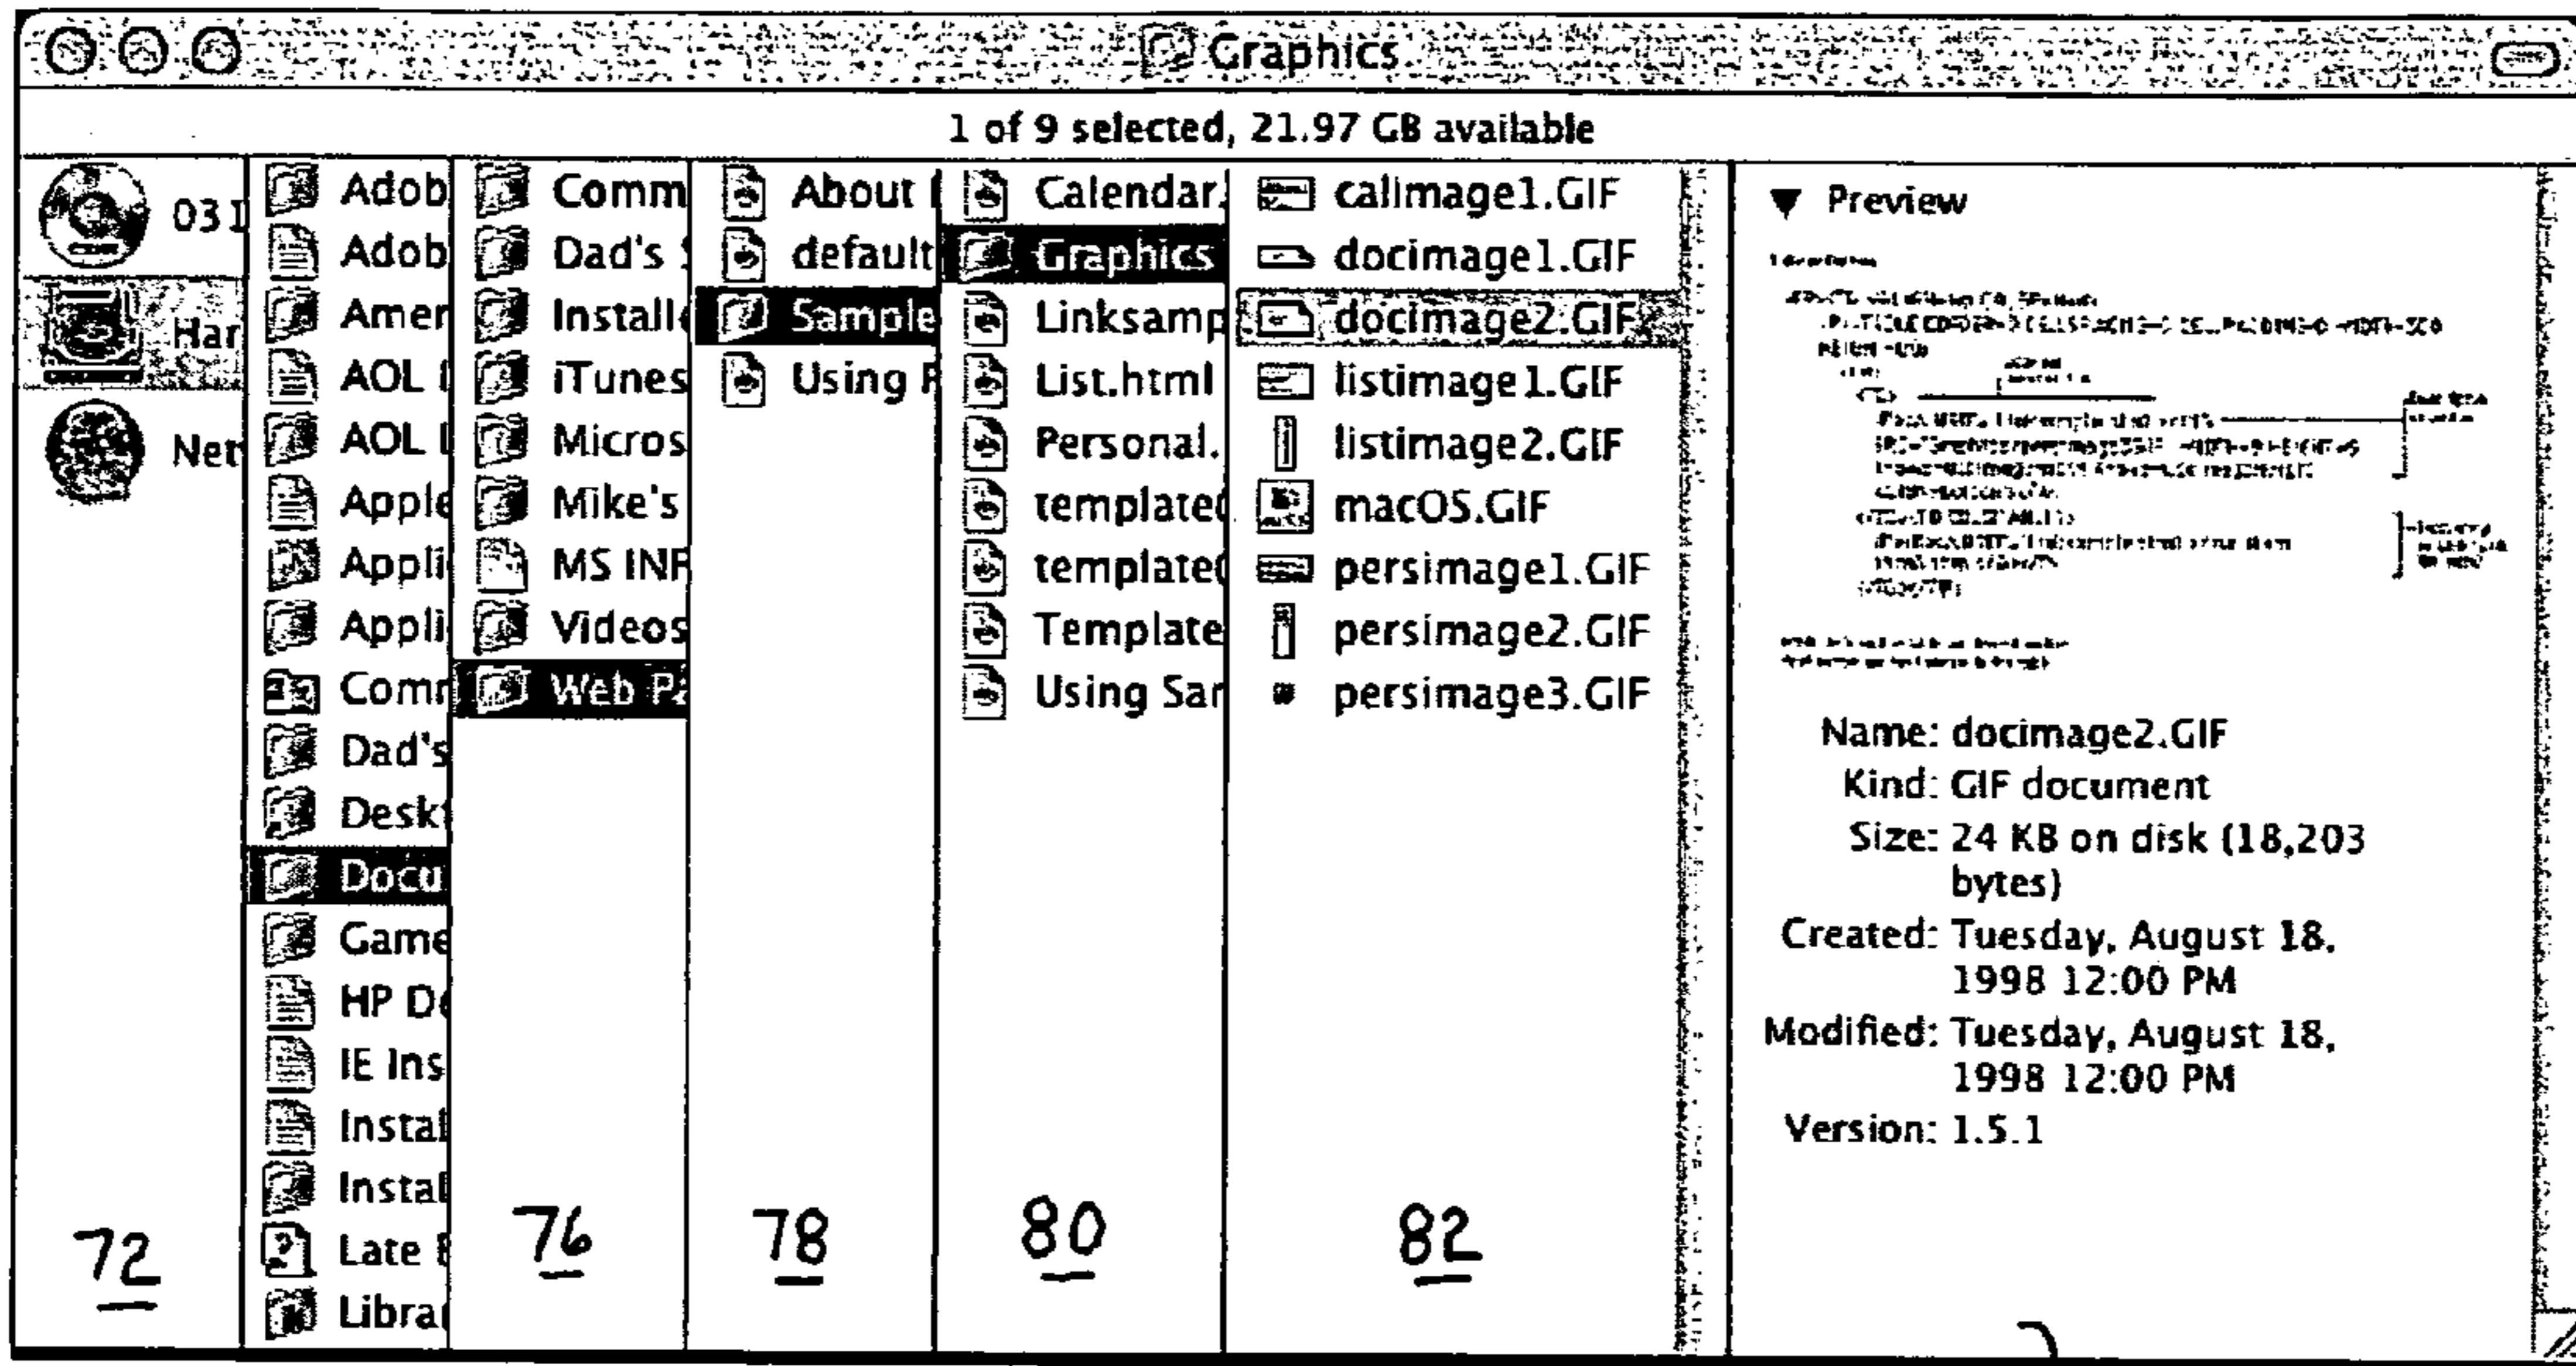 Graphics
1 of 9 selected, 21.97 GB available
03 I
Har
Net
72
Adob
Adob
Amer
AOL I
AOL L
Apple
Appli
Appli
Comr
Dad's
Deskt
Docu
Game
HP De
IE Ins
Instal
Instal
Late B
Librar
Comm
Dad's S
Installe
iTunes
Micros
Mike's
MS INF
Videos
Web Pa
76
About
default
Sample
Using P
78
Calendar.
Graphics
Linksamp
List.html
Personal.
template
template
Template
Using Sam
80
calimage1.GIF
docimage1.GIF
docimage2.GIF
listimage1.GIF
listimage2.GIF
macOS.GIF
persimage1.GIF
persimage2.GIF
persimage3.GIF
82
Preview
Name: docimage2.GIF
Kind: GIF document
Size: 24 KB on disk (18,203
bytes)
Created: Tuesday, August 18,
1998 12:00 PM
Modified: Tuesday, August 18,
1998 12:00 PM
Version: 1.5.1